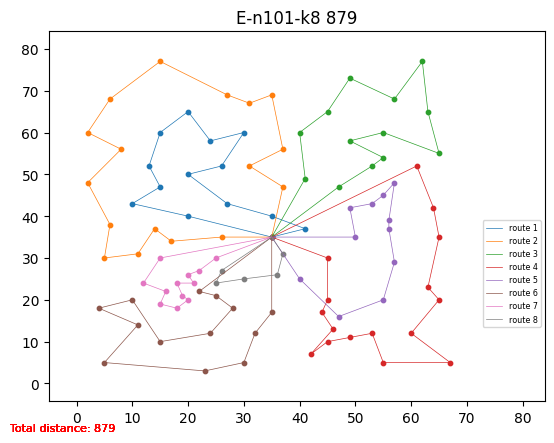 E-n101-k8 879
80
70
60
50
40
30
20
10
0
0 10 20 30 40 50 60 70 80
route 1
route 2
route 3
route 4
route 5
route 6
route 7
route 8
Total distance: 879